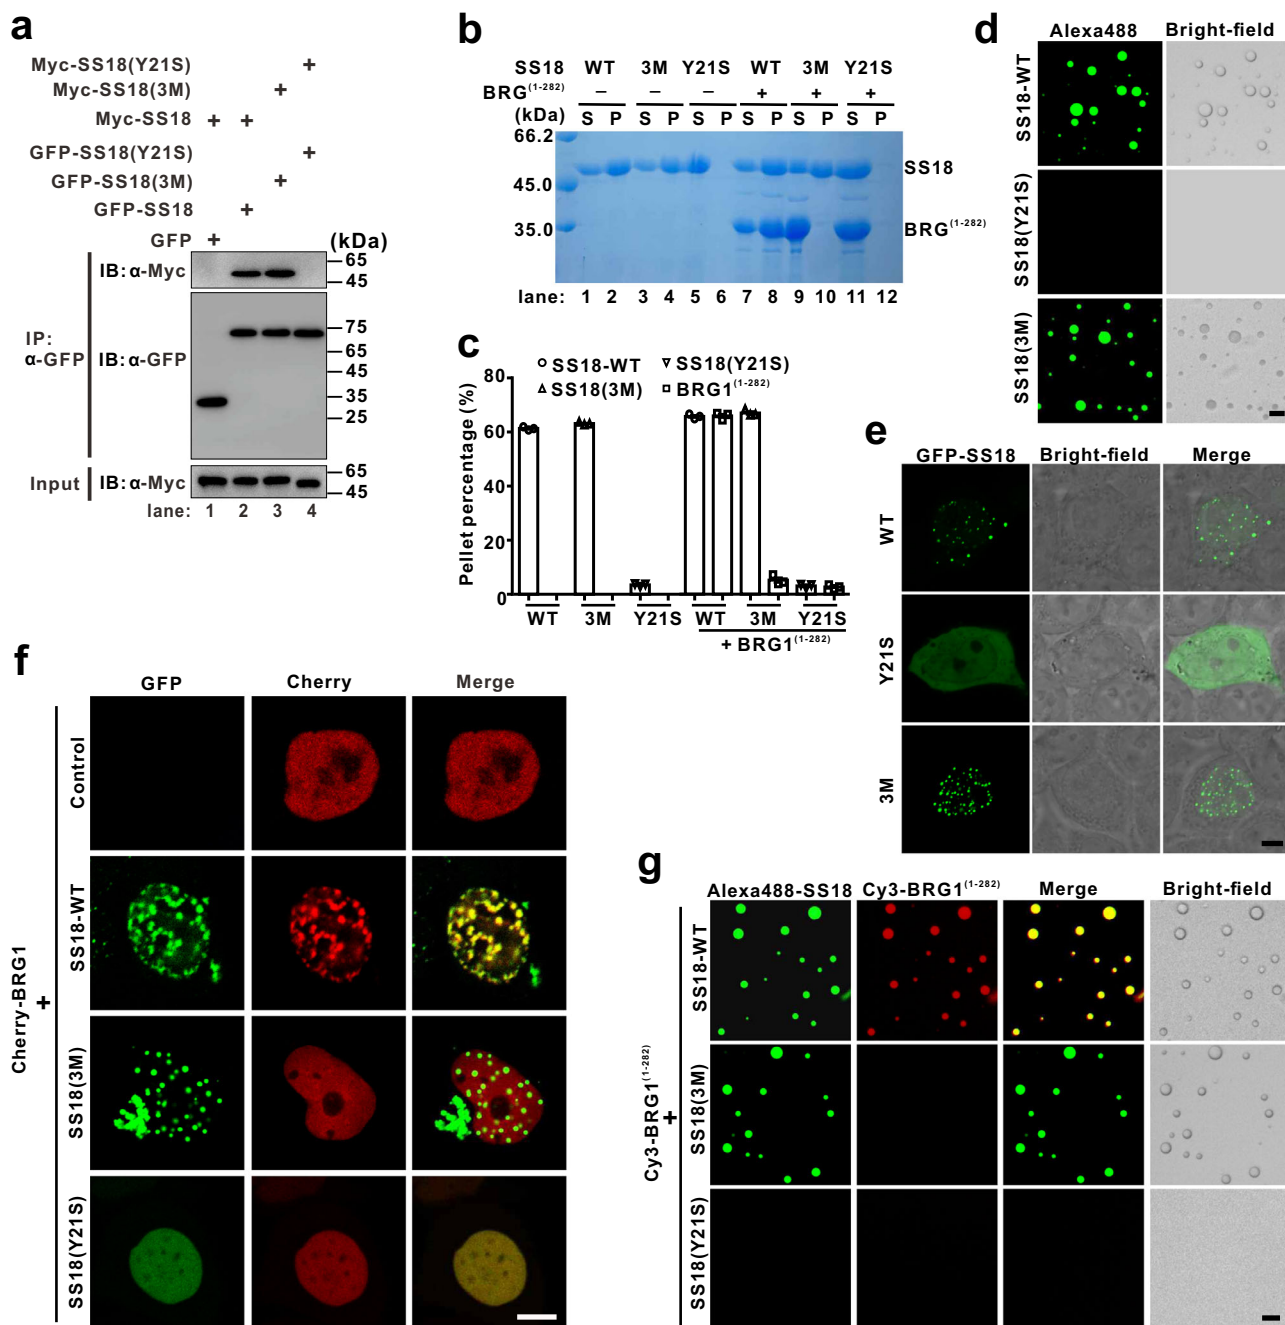 a
Myc-SS18(Y21S) +
Myc-SS18(3M) +
Myc-SS18 + +
GFP-SS18(Y21S) +
GFP-SS18(3M) +
GFP-SS18 +
GFP + (kDa)
IB: α-Myc
65
45
IP: α-GFP
IB: α-GFP
75
65
45
35
25
Input IB: α-Myc
65
45
lane: 1 2 3 4
b
SS18 WT 3M Y21S WT 3M Y21S
BRG(1-282) − − − + + +
(kDa) S P S P S P S P S P S P
66.2
45.0
35.0
SS18
BRG(1-282)
lane: 1 2 3 4 5 6 7 8 9 10 11 12
c
SS18-WT SS18(Y21S)
SS18(3M) BRG1(1-282)
Pellet percentage (%)
80
60
40
20
0
WT 3M Y21S WT 3M Y21S
+ BRG1(1-282)
d
Alexa488 Bright-field
SS18-WT
SS18(Y21S)
SS18(3M)
e
GFP-SS18 Bright-field Merge
WT
Y21S
3M
f
GFP Cherry Merge
Cherry-BRG1 +
Control
SS18-WT
SS18(3M)
SS18(Y21S)
g
Alexa488-SS18 Cy3-BRG1(1-282) Merge Bright-field
Cy3-BRG1(1-282) +
SS18-WT
SS18(3M)
SS18(Y21S)